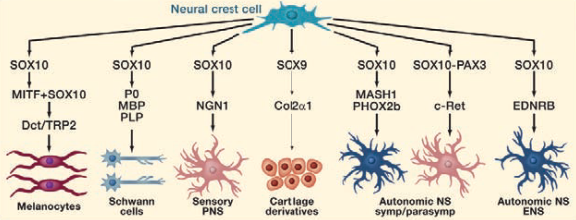 Neural crest cell
SOX10 SOX10 SOX10 SOX9 SOX10 SOX10-PAX3 SOX10
MITF+SOX10 P0 NGN1 Col2α1 MASH1 c-Ret EDNRB
MBP PHOX2b
PLP
Dct/TRP2
Melanocytes Schwann Sensory Cartlage Autonomic NS Autonomic NS
cells PNS derivatives symp/parasymp ENS